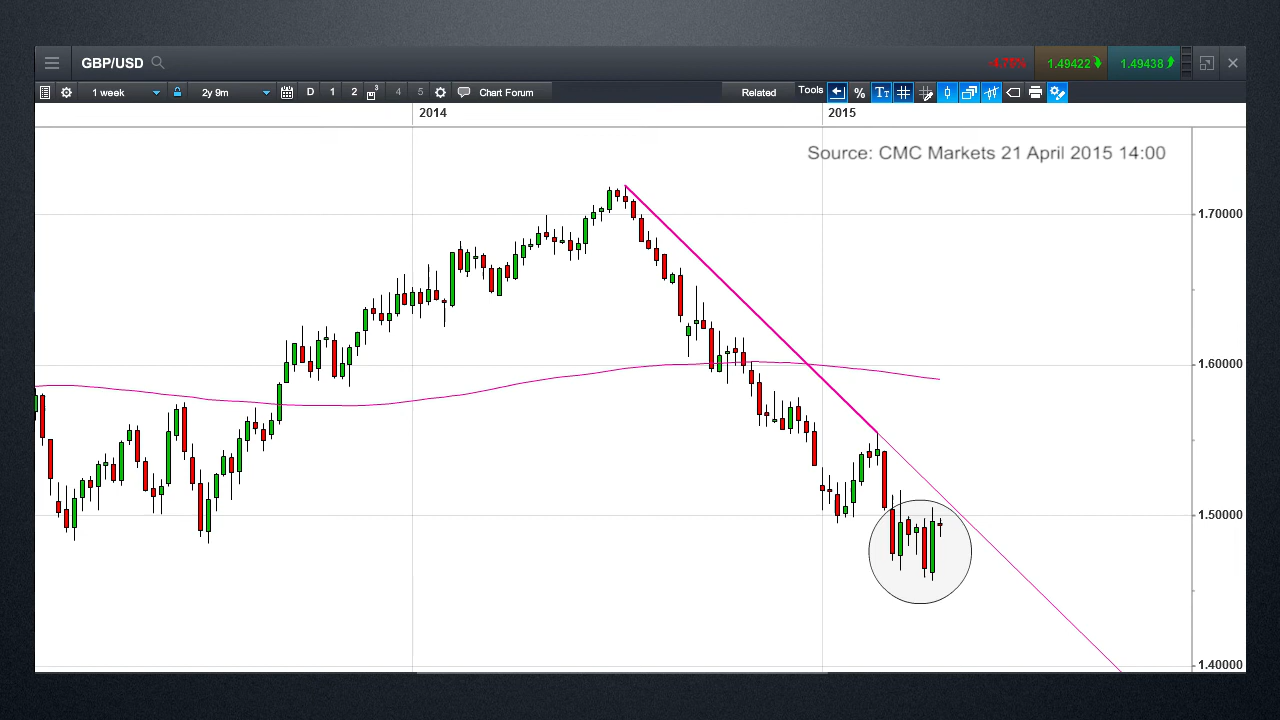 GBP/USD -4.75% 1.49422 1.49438
1 week 2y 9m D 1 2 3 4 5 Chart Forum Related Tools % TT
2014 2015
Source: CMC Markets 21 April 2015 14:00
1.70000
1.60000
1.50000
1.40000